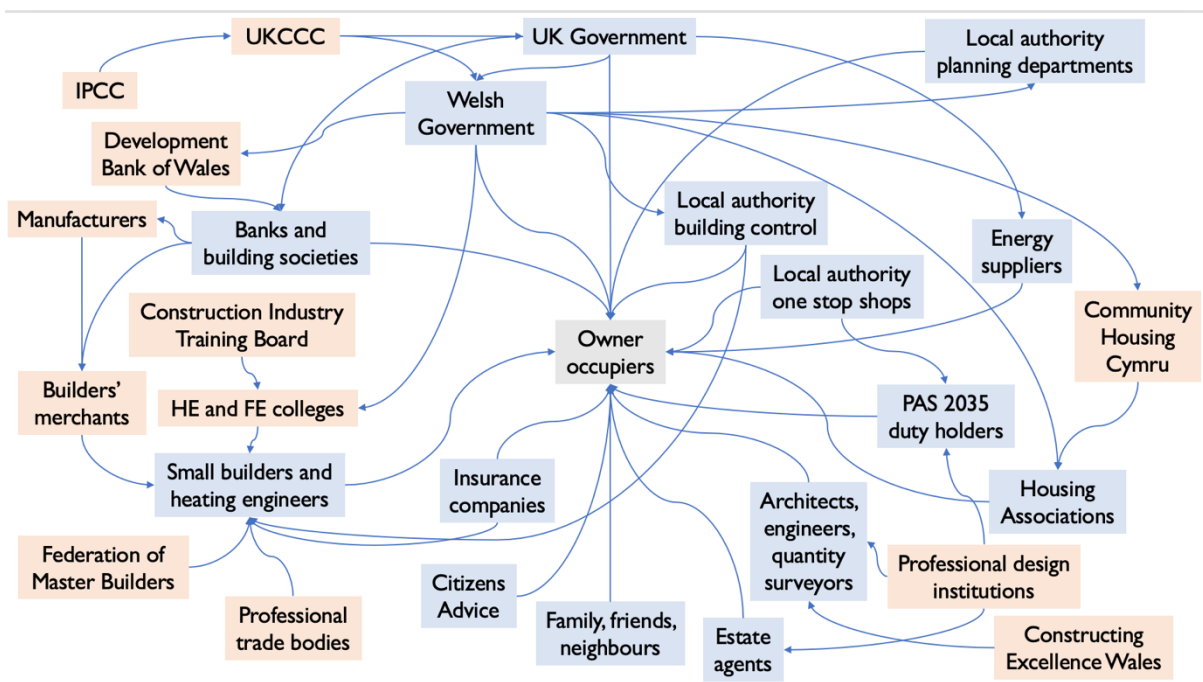 UKCCC
UK Government
Local authority
planning departments
IPCC
Welsh
Government
Development
Bank of Wales
Manufacturers
Banks and
building societies
Local authority
building control
Energy
suppliers
Local authority
one stop shops
Construction Industry
Training Board
Community
Housing
Cymru
Owner
occupiers
Builders’
merchants
HE and FE colleges
PAS 2035
duty holders
Small builders and
heating engineers
Insurance
companies
Architects,
engineers,
quantity
surveyors
Housing
Associations
Federation of
Master Builders
Professional design
institutions
Citizens
Advice
Professional
trade bodies
Family, friends,
neighbours
Estate
agents
Constructing
Excellence Wales